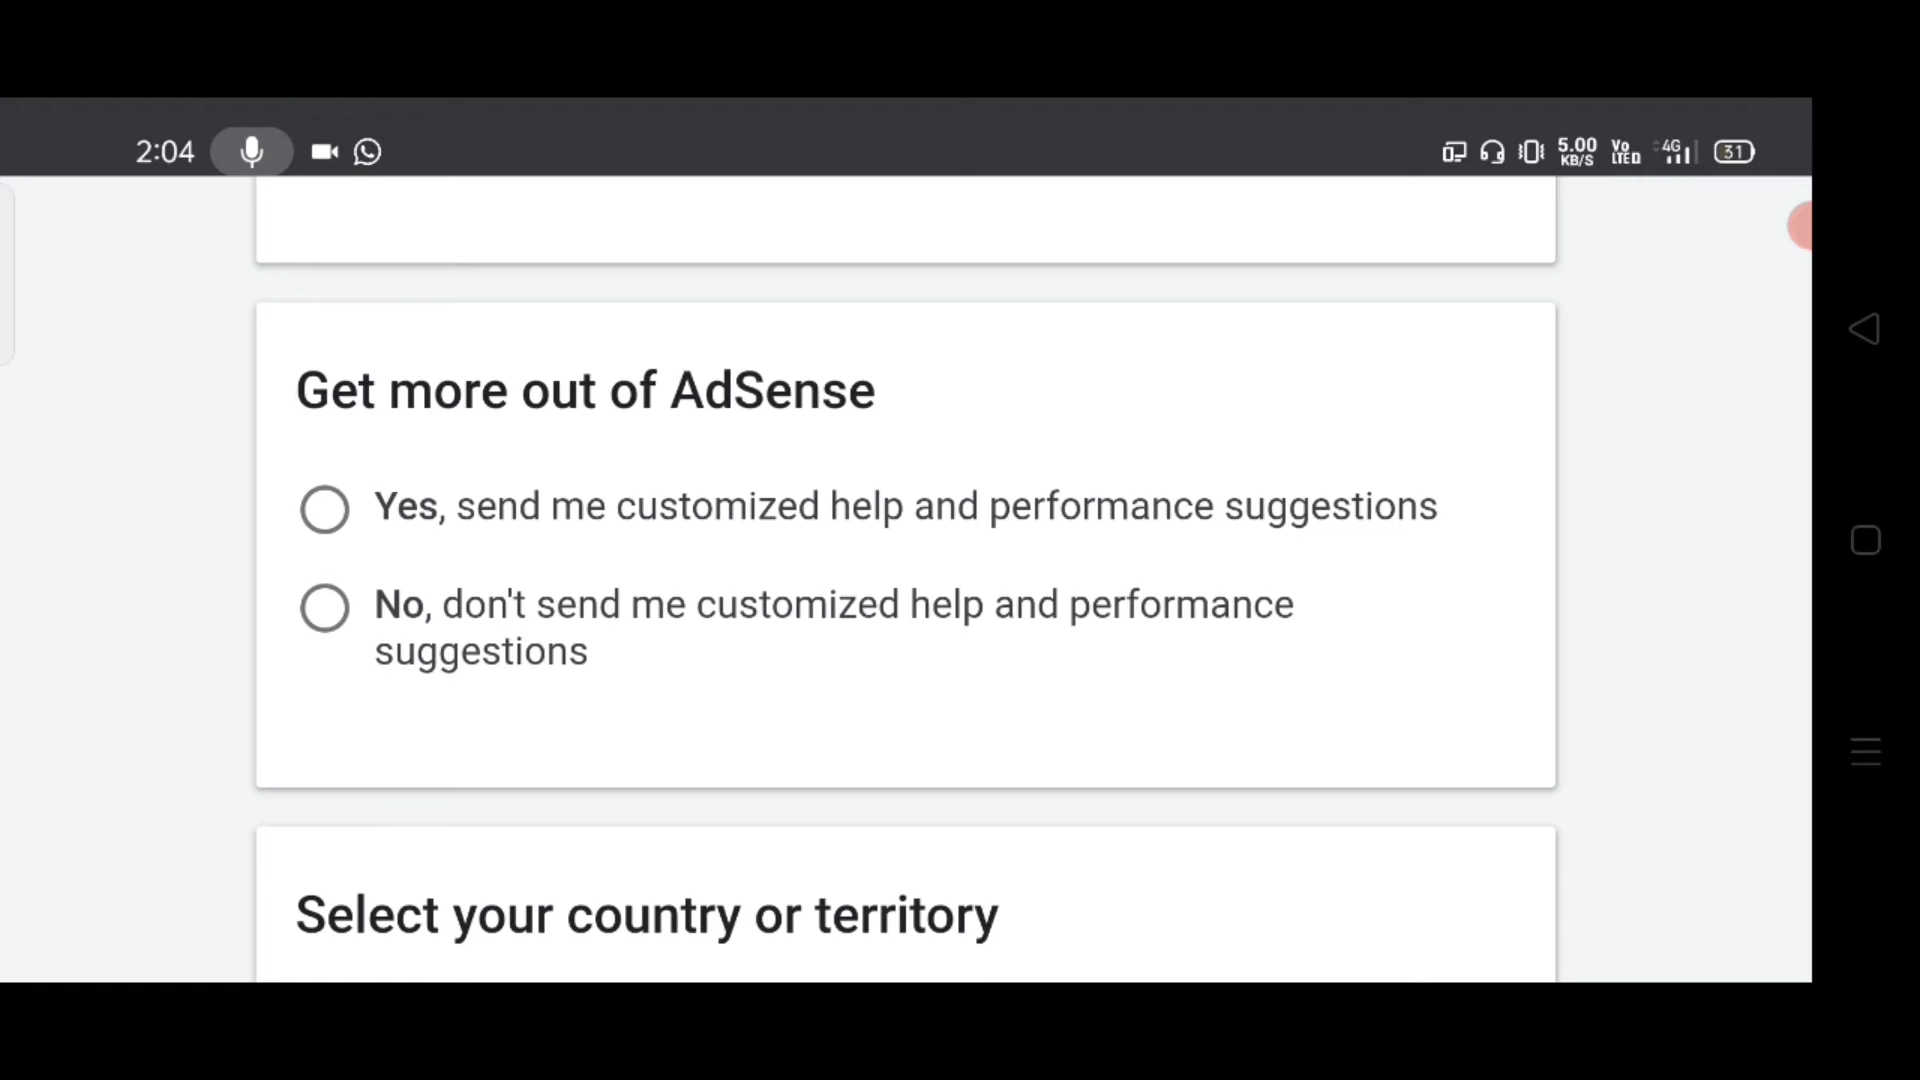 2:04 5.00 KB/S Vo LTE 4G 31
Get more out of AdSense
Yes, send me customized help and performance suggestions
No, don't send me customized help and performance
suggestions
Select your country or territory